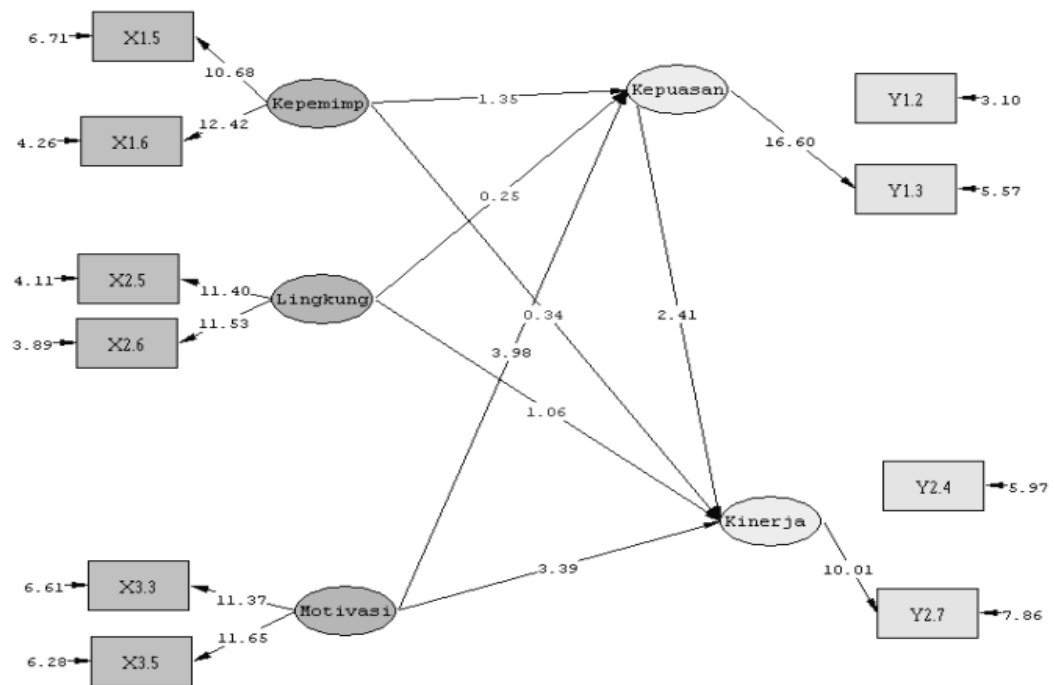 6.71
X1.5
10.68
Kepemimp
12.42
4.26
X1.6
1.35
Kepuasan
Y1.2
3.10
16.60
Y1.3
5.57
0.25
4.11
X2.5
11.40
Lingkung
11.53
3.89
X2.6
0.34
2.41
3.98
1.06
Y2.4
5.97
Kinerja
3.39
10.01
6.61
X3.3
11.37
Motivasi
11.65
Y2.7
7.86
6.28
X3.5